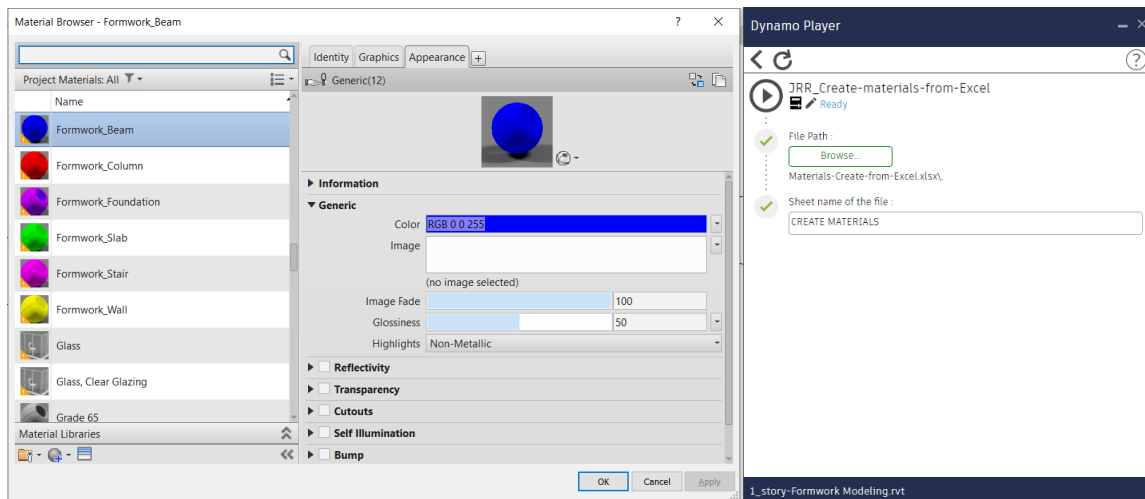 Material Browser - Formwork_Beam
? ×
Project Materials: All
Name
Formwork_Beam
Formwork_Column
Formwork_Foundation
Formwork_Slab
Formwork_Stair
Formwork_Wall
Glass
Glass, Clear Glazing
Grade 65
Material Libraries
Identity Graphics Appearance +
Generic(12)
Information
Generic
Color RGB 0 0 255
Image
(no image selected)
Image Fade 100
Glossiness 50
Highlights Non-Metallic
Reflectivity
Transparency
Cutouts
Self Illumination
Bump
OK Cancel Apply
Dynamo Player
?
JRR_Create-materials-from-Excel
Ready
File Path :
Browse...
Materials-Create-from-Excel.xlsx\.
Sheet name of the file :
CREATE MATERIALS
1_story-Formwork Modeling.rvt